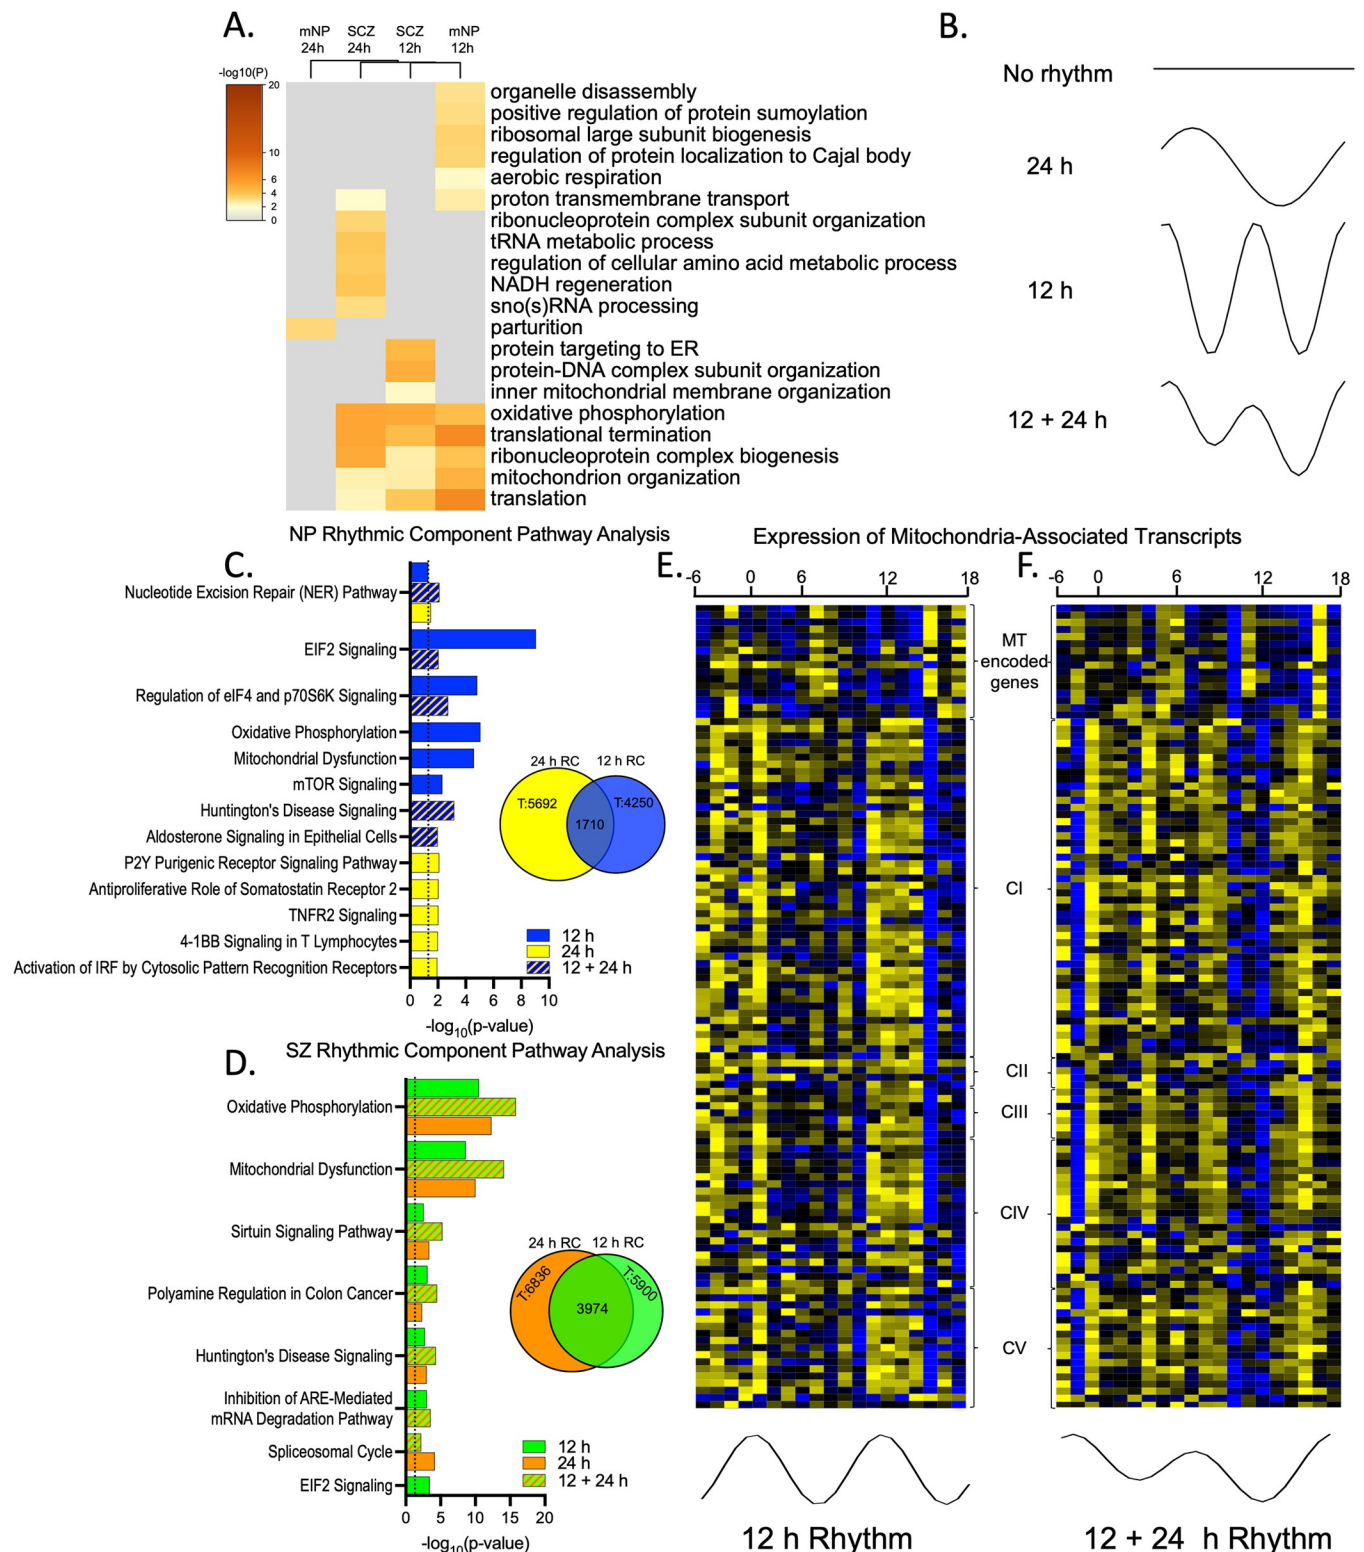 A.
mNP SCZ SCZ mNP
24h 24h 12h 12h
-log10(P)
20
10
6
4
2
0
organelle disassembly
positive regulation of protein sumoylation
ribosomal large subunit biogenesis
regulation of protein localization to Cajal body
aerobic respiration
proton transmembrane transport
ribonucleoprotein complex subunit organization
tRNA metabolic process
regulation of cellular amino acid metabolic process
NADH regeneration
sno(s)RNA processing
parturition
protein targeting to ER
protein-DNA complex subunit organization
inner mitochondrial membrane organization
oxidative phosphorylation
translational termination
ribonucleoprotein complex biogenesis
mitochondrion organization
translation
B.
No rhythm
24 h
12 h
12 + 24 h
NP Rhythmic Component Pathway Analysis
C.
Nucleotide Excision Repair (NER) Pathway
EIF2 Signaling
Regulation of eIF4 and p70S6K Signaling
Oxidative Phosphorylation
Mitochondrial Dysfunction
mTOR Signaling
Huntington's Disease Signaling
Aldosterone Signaling in Epithelial Cells
P2Y Purigenic Receptor Signaling Pathway
Antiproliferative Role of Somatostatin Receptor 2
TNFR2 Signaling
4-1BB Signaling in T Lymphocytes
Activation of IRF by Cytosolic Pattern Recognition Receptors
0 2 4 6 8 10
-log10(p-value)
24 h RC 12 h RC
T:5692 T:4250
1710
12 h
24 h
12 + 24 h
SZ Rhythmic Component Pathway Analysis
D.
Oxidative Phosphorylation
Mitochondrial Dysfunction
Sirtuin Signaling Pathway
Polyamine Regulation in Colon Cancer
Huntington's Disease Signaling
Inhibition of ARE-Mediated
mRNA Degradation Pathway
Spliceosomal Cycle
EIF2 Signaling
0 5 10 15 20
-log10(p-value)
24 h RC 12 h RC
T:6836 T:5900
3974
12 h
24 h
12 + 24 h
Expression of Mitochondria-Associated Transcripts
E.
-6 0 6 12 18
F.
-6 0 6 12 18
MT
encoded
genes
CI
CII
CIII
CIV
CV
12 h Rhythm
12 + 24 h Rhythm